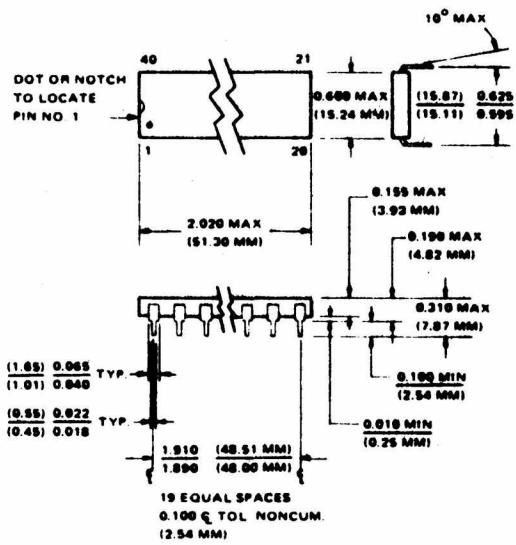 10° MAX
40 21
DOT OR NOTCH
TO LOCATE
PIN NO. 1
0.600 MAX
(15.24 MM)
(15.87) 0.625
(15.11) 0.595
1 20
2.020 MAX
(51.30 MM)
0.155 MAX
(3.93 MM)
0.190 MAX
(4.82 MM)
0.310 MAX
(7.87 MM)
(1.65) 0.065
(1.01) 0.040
TYP.
0.100 MIN
(2.54 MM)
(0.55) 0.022
(0.45) 0.018
TYP.
0.010 MIN
(0.25 MM)
1.910 (48.51 MM)
1.890 (48.00 MM)
19 EQUAL SPACES
0.100 ℄ TOL NONCUM.
(2.54 MM)